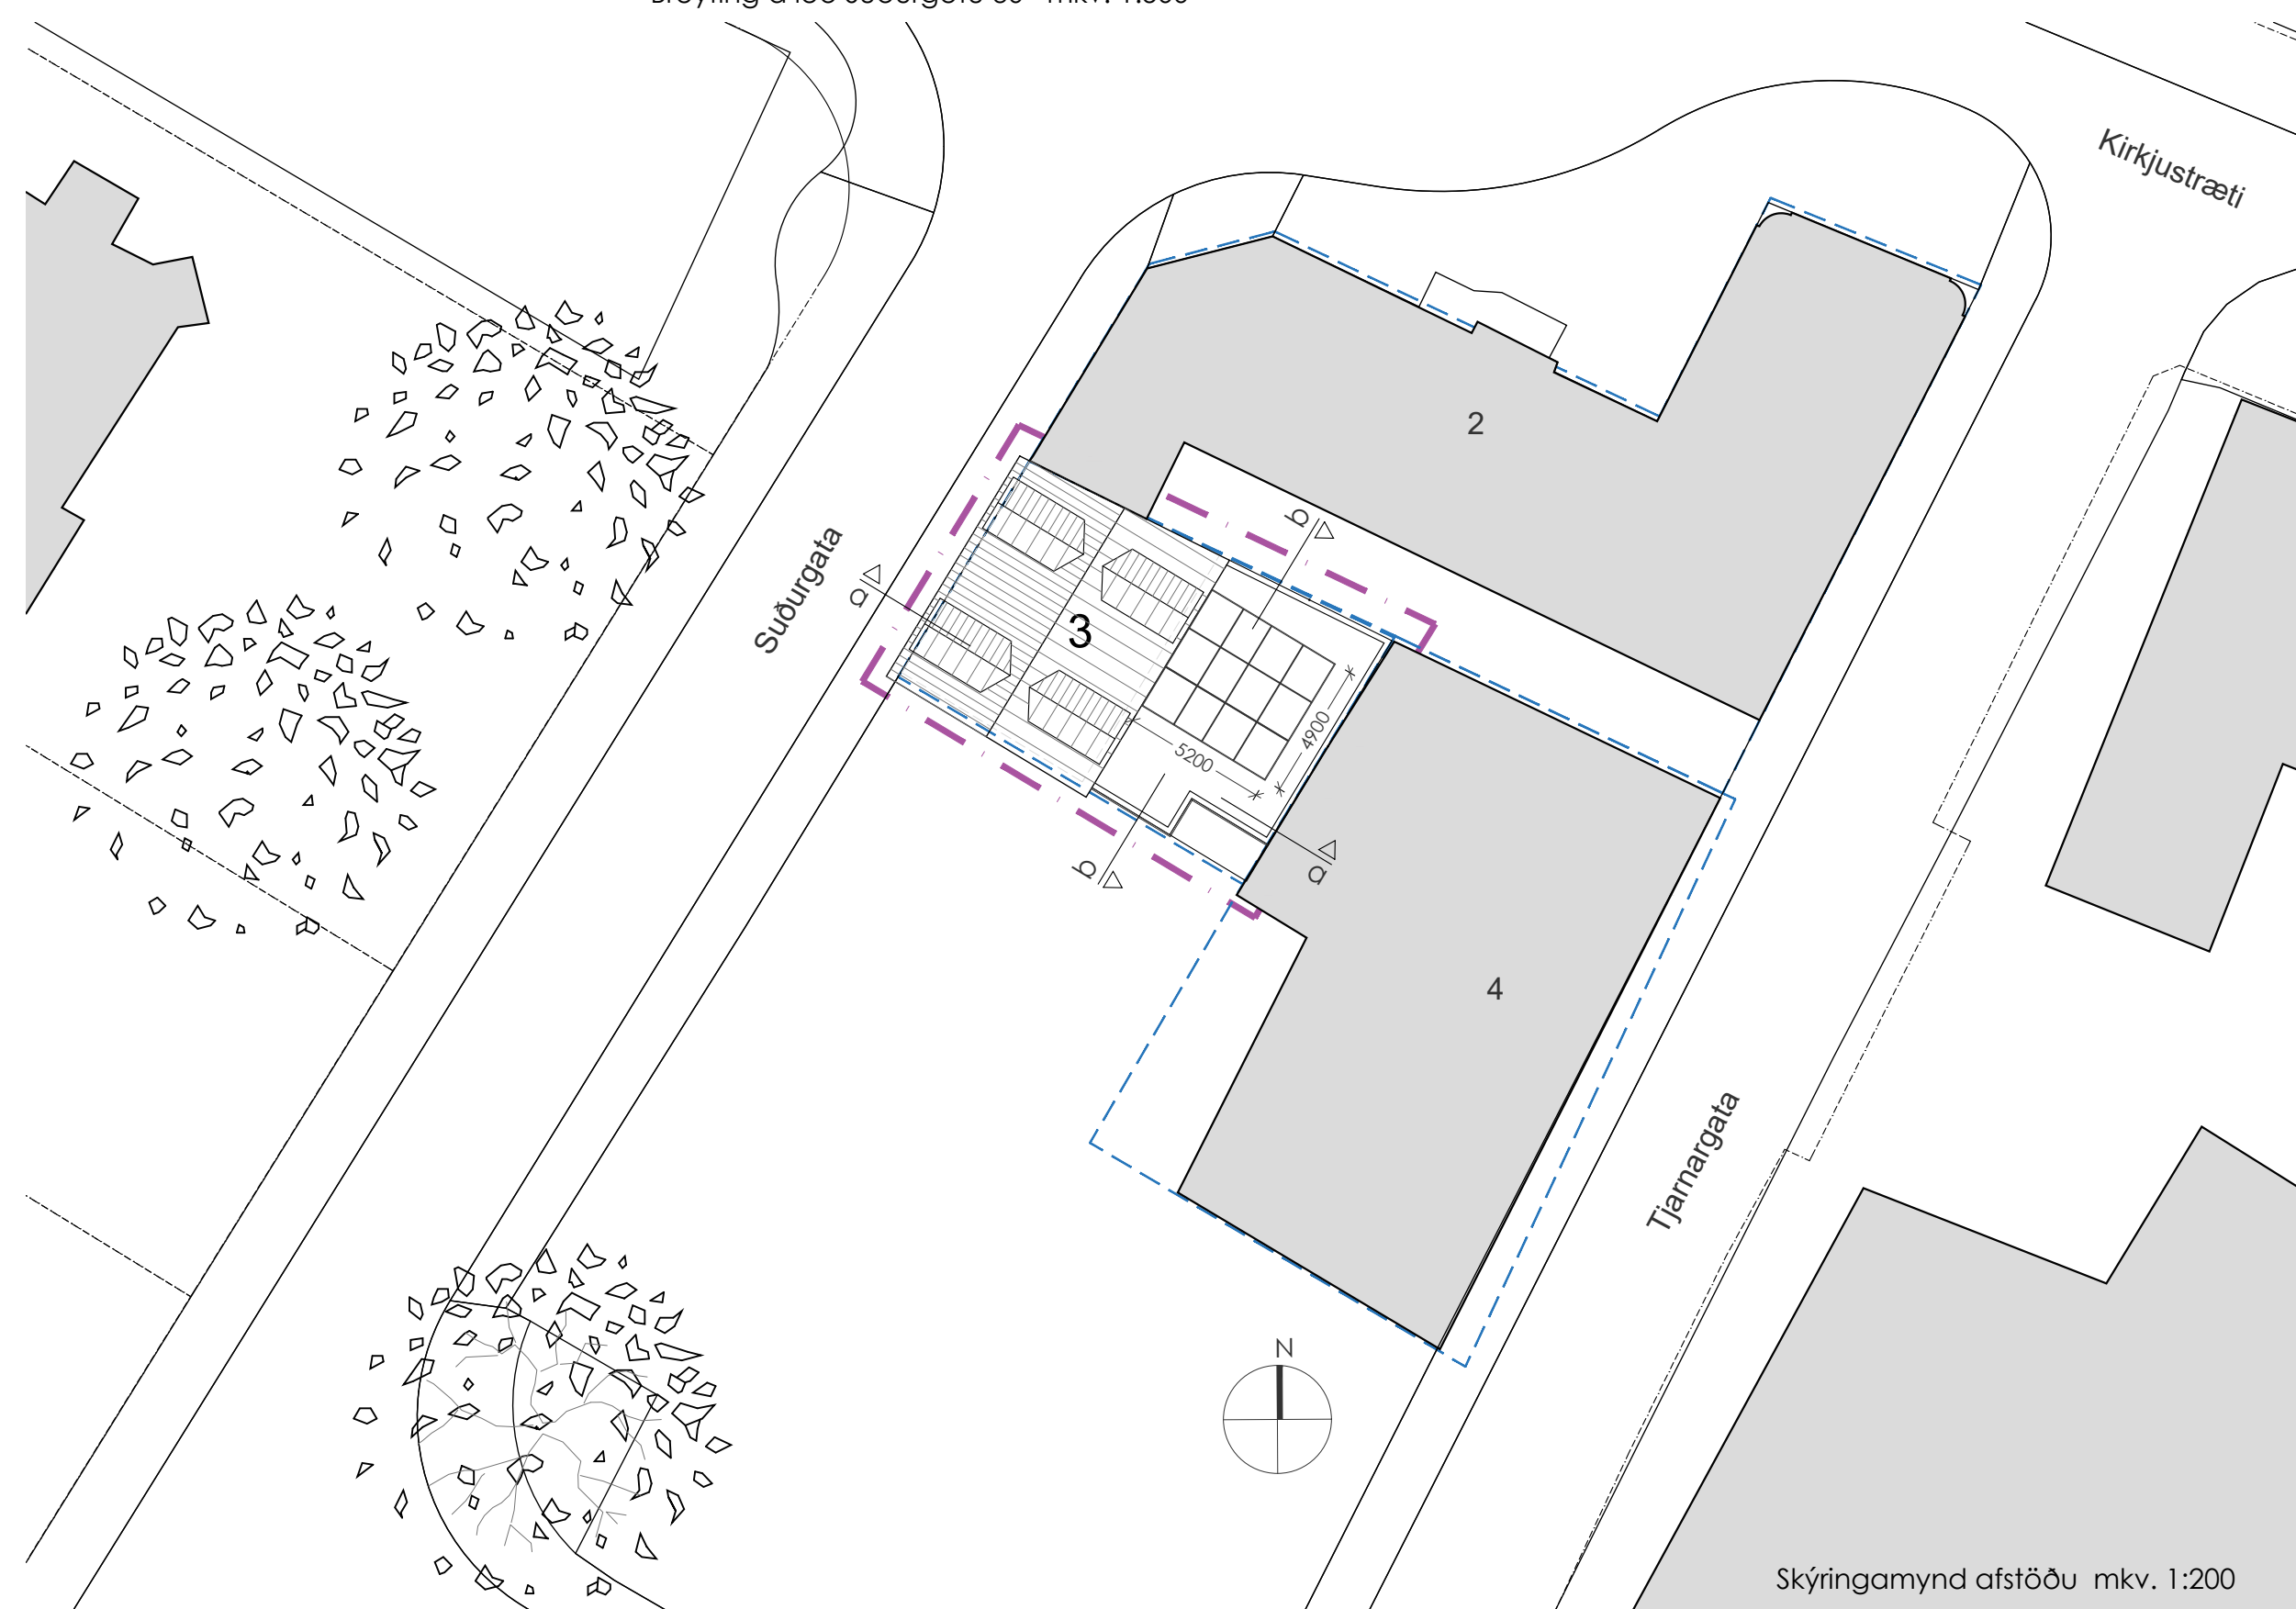 Kirkjustræti
2
b
Suðurgata
a
3
4900
5200
b
a
4
Tjarnargata
N
Skýringamynd afstöðu mkv. 1:200